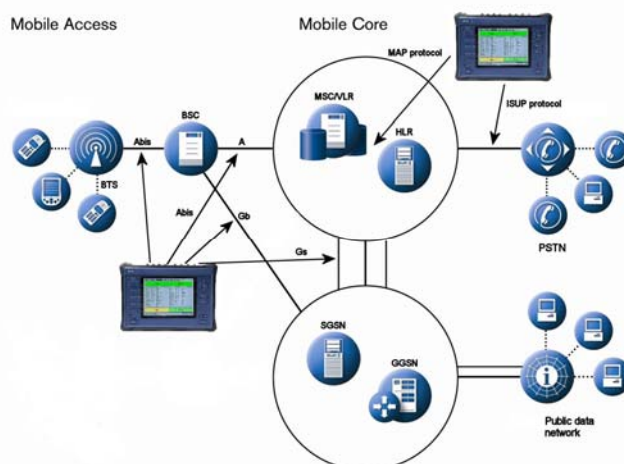 Mobile Access
Mobile Core
MAP protocol
MSC/VLR
ISUP protocol
BSC
HLR
Abis
A
BTS
Abis
Gb
PSTN
Gs
SGSN
GGSN
Public data
network